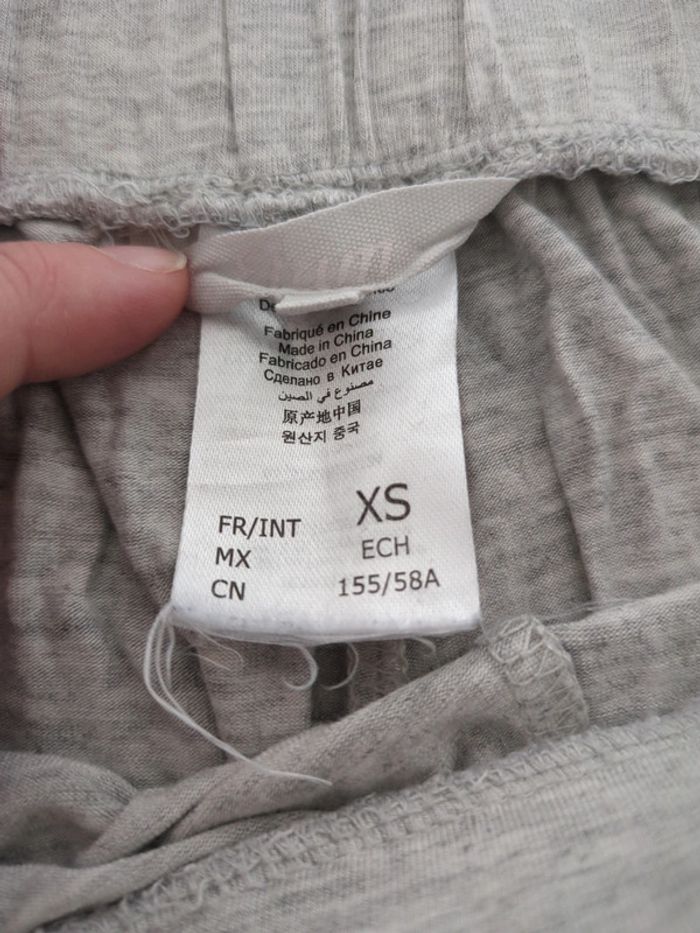 Fabriqué en Chine
Made in China
Fabricado en China
Сделано в Китае
مصنوع في الصين
原产地中国
원산지 중국
FR/INT XS
MX ECH
CN 155/58A